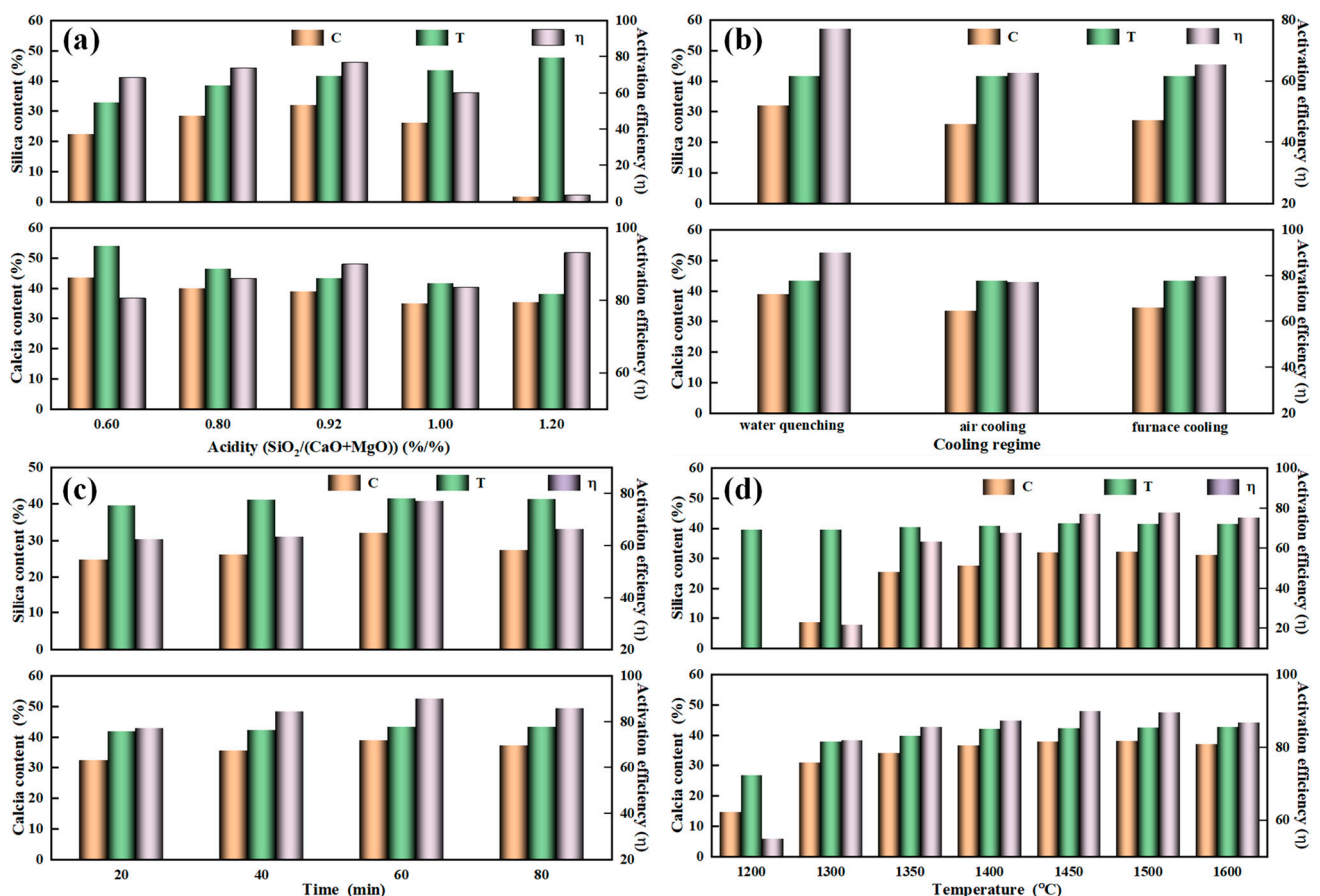 (a)
C T η
Silica content (%)
60
50
40
30
20
10
0
Activation efficiency (η)
100
80
60
40
20
0
Calcia content (%)
60
50
40
30
20
10
0
Activation efficiency (η)
100
80
60
0.60 0.80 0.92 1.00 1.20
Acidity (SiO₂/(CaO+MgO)) (%/%)
(b)
C T η
Silica content (%)
60
50
40
30
20
10
0
Activation efficiency (η)
80
60
40
20
Calcia content (%)
60
50
40
30
20
10
0
Activation efficiency (η)
100
80
60
40
20
water quenching air cooling furnace cooling
Cooling regime
(c)
C T η
Silica content (%)
50
40
30
20
10
0
Activation efficiency (η)
80
60
40
20
Calcia content (%)
60
50
40
30
20
10
0
Activation efficiency (η)
100
80
60
40
20
20 40 60 80
Time (min)
(d)
C T η
Silica content (%)
60
50
40
30
20
10
0
Activation efficiency (η)
100
80
60
40
20
Calcia content (%)
60
50
40
30
20
10
0
Activation efficiency (η)
100
80
60
1200 1300 1350 1400 1450 1500 1600
Temperature (°C)